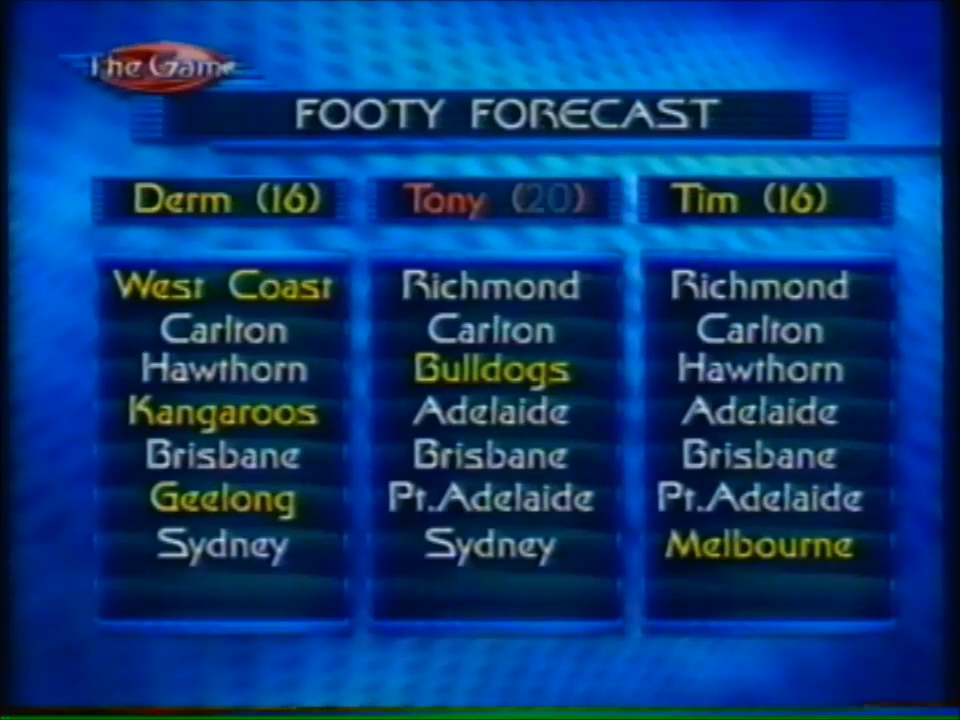 The Game
FOOTY FORECAST
Derm (16) Tony (20) Tim (16)
West Coast Richmond Richmond
Carlton Carlton Carlton
Hawthorn Bulldogs Hawthorn
Kangaroos Adelaide Adelaide
Brisbane Brisbane Brisbane
Geelong Pt.Adelaide Pt.Adelaide
Sydney Sydney Melbourne